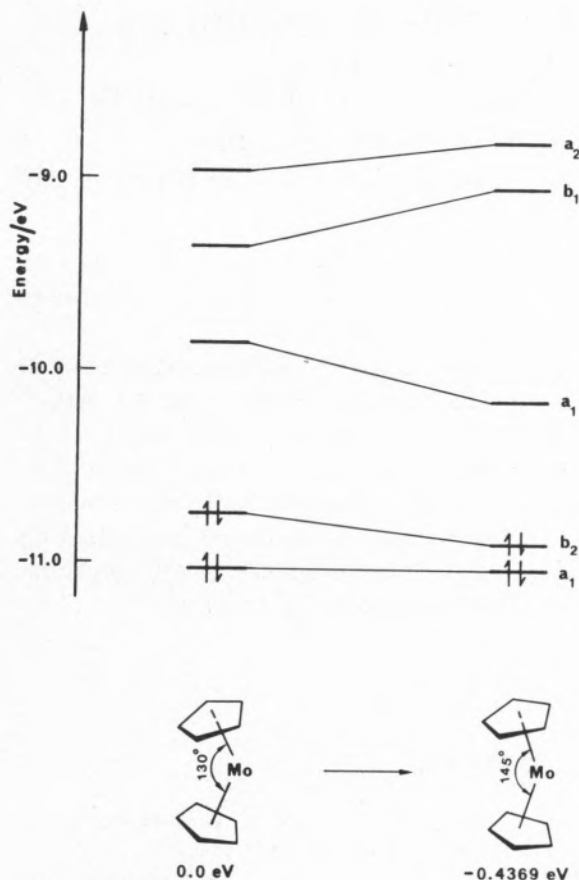 Energy/eV
-9.0
-10.0
-11.0
a₂
b₁
a₁
b₂
a₁
130°
Mo
145°
Mo
0.0 eV
-0.4369 eV